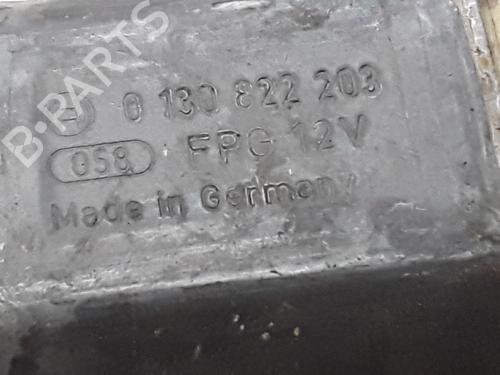 B-PARTS
0 130 822 203
058 FPG 12V
Made in Germany